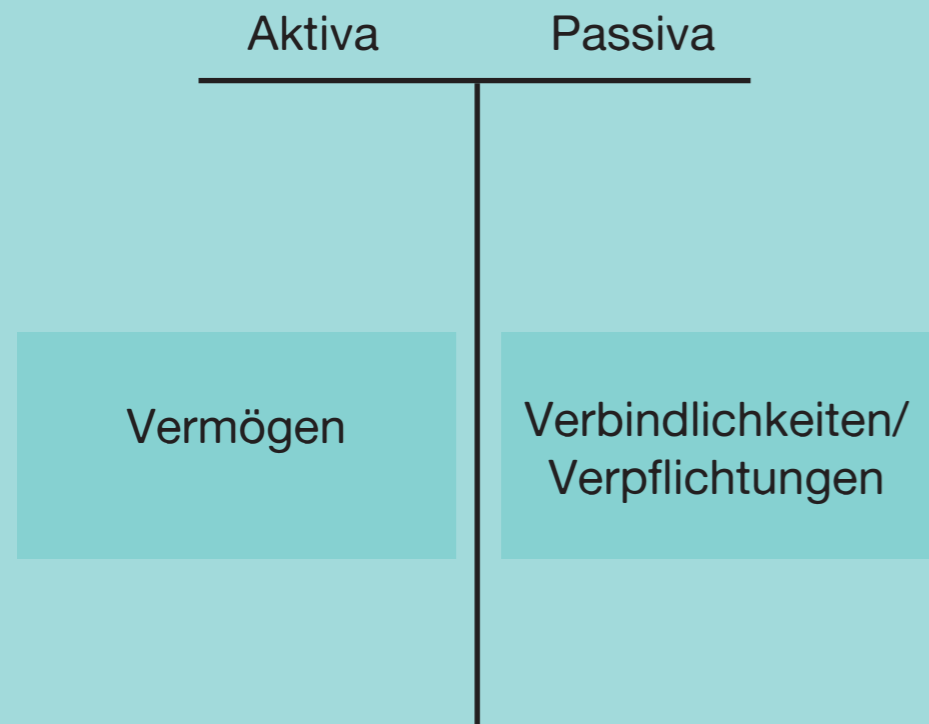 Aktiva Passiva
Vermögen
Verbindlichkeiten/
Verpflichtungen